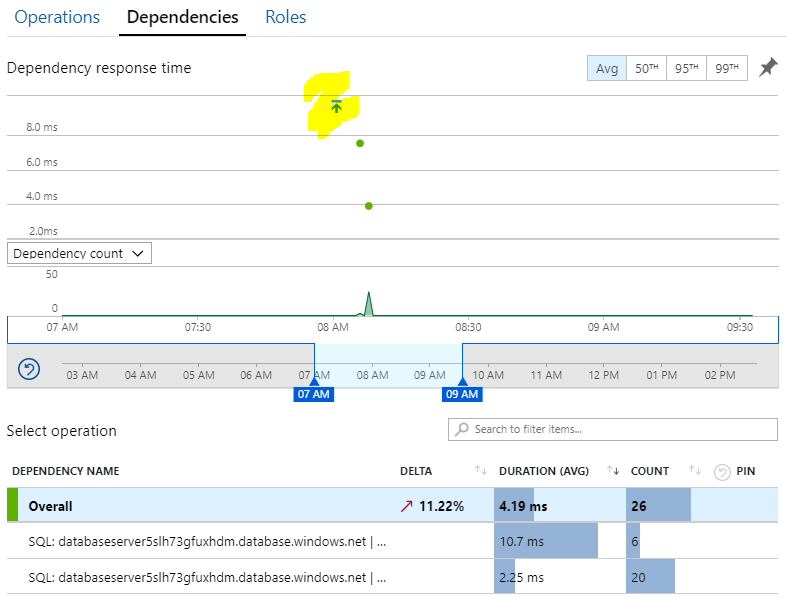 Operations Dependencies Roles
Dependency response time Avg 50TH 95TH 99TH
8.0 ms
6.0 ms
4.0 ms
2.0ms
Dependency count
50
0
07 AM 07:30 08 AM 08:30 09 AM 09:30
03 AM 04 AM 05 AM 06 AM 07 AM 08 AM 09 AM 10 AM 11 AM 12 PM 01 PM 02 PM
07 AM 09 AM
Select operation Search to filter items...
DEPENDENCY NAME DELTA DURATION (AVG) COUNT PIN
Overall 11.22% 4.19 ms 26
SQL: databaseserver5slh73gfuxhdm.database.windows.net | ... 10.7 ms 6
SQL: databaseserver5slh73gfuxhdm.database.windows.net | ... 2.25 ms 20